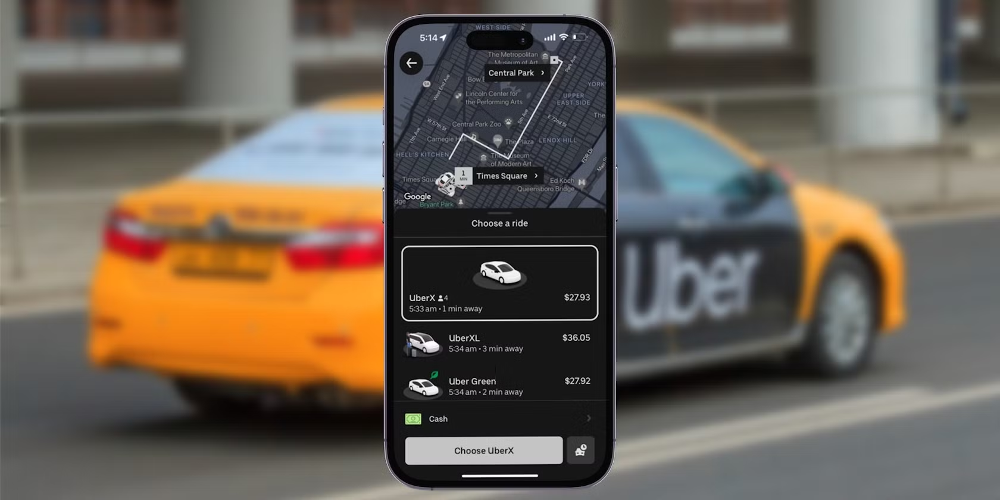 WEST SIDE
5:14
The Metropolitan
Museum of Art
Central Park
Park Ave
Bow B
9A
West End Ave
YORK
Lincoln Center for
the Performing Arts
UPPER
EAST SIDE
5th Ave
E 72nd St
The
W 57th St
Central Park Zoo
11th Ave
Carnegie Hall
The Plaza
LENOX HILL
HELL'S KITCHEN
The Museum
of Modern Art
FDR Dr
Main S
1
MIN
Times Square
Times Squa
Ed Koch
Queensboro Bridge
Google
dge
Bryant Park
Choose a ride
UberX 4
$27.93
5:33 am • 1 min away
UberXL
$36.05
5:34 am • 3 min away
Uber Green
$27.92
5:34 am • 2 min away
Cash
Choose UberX
Uber